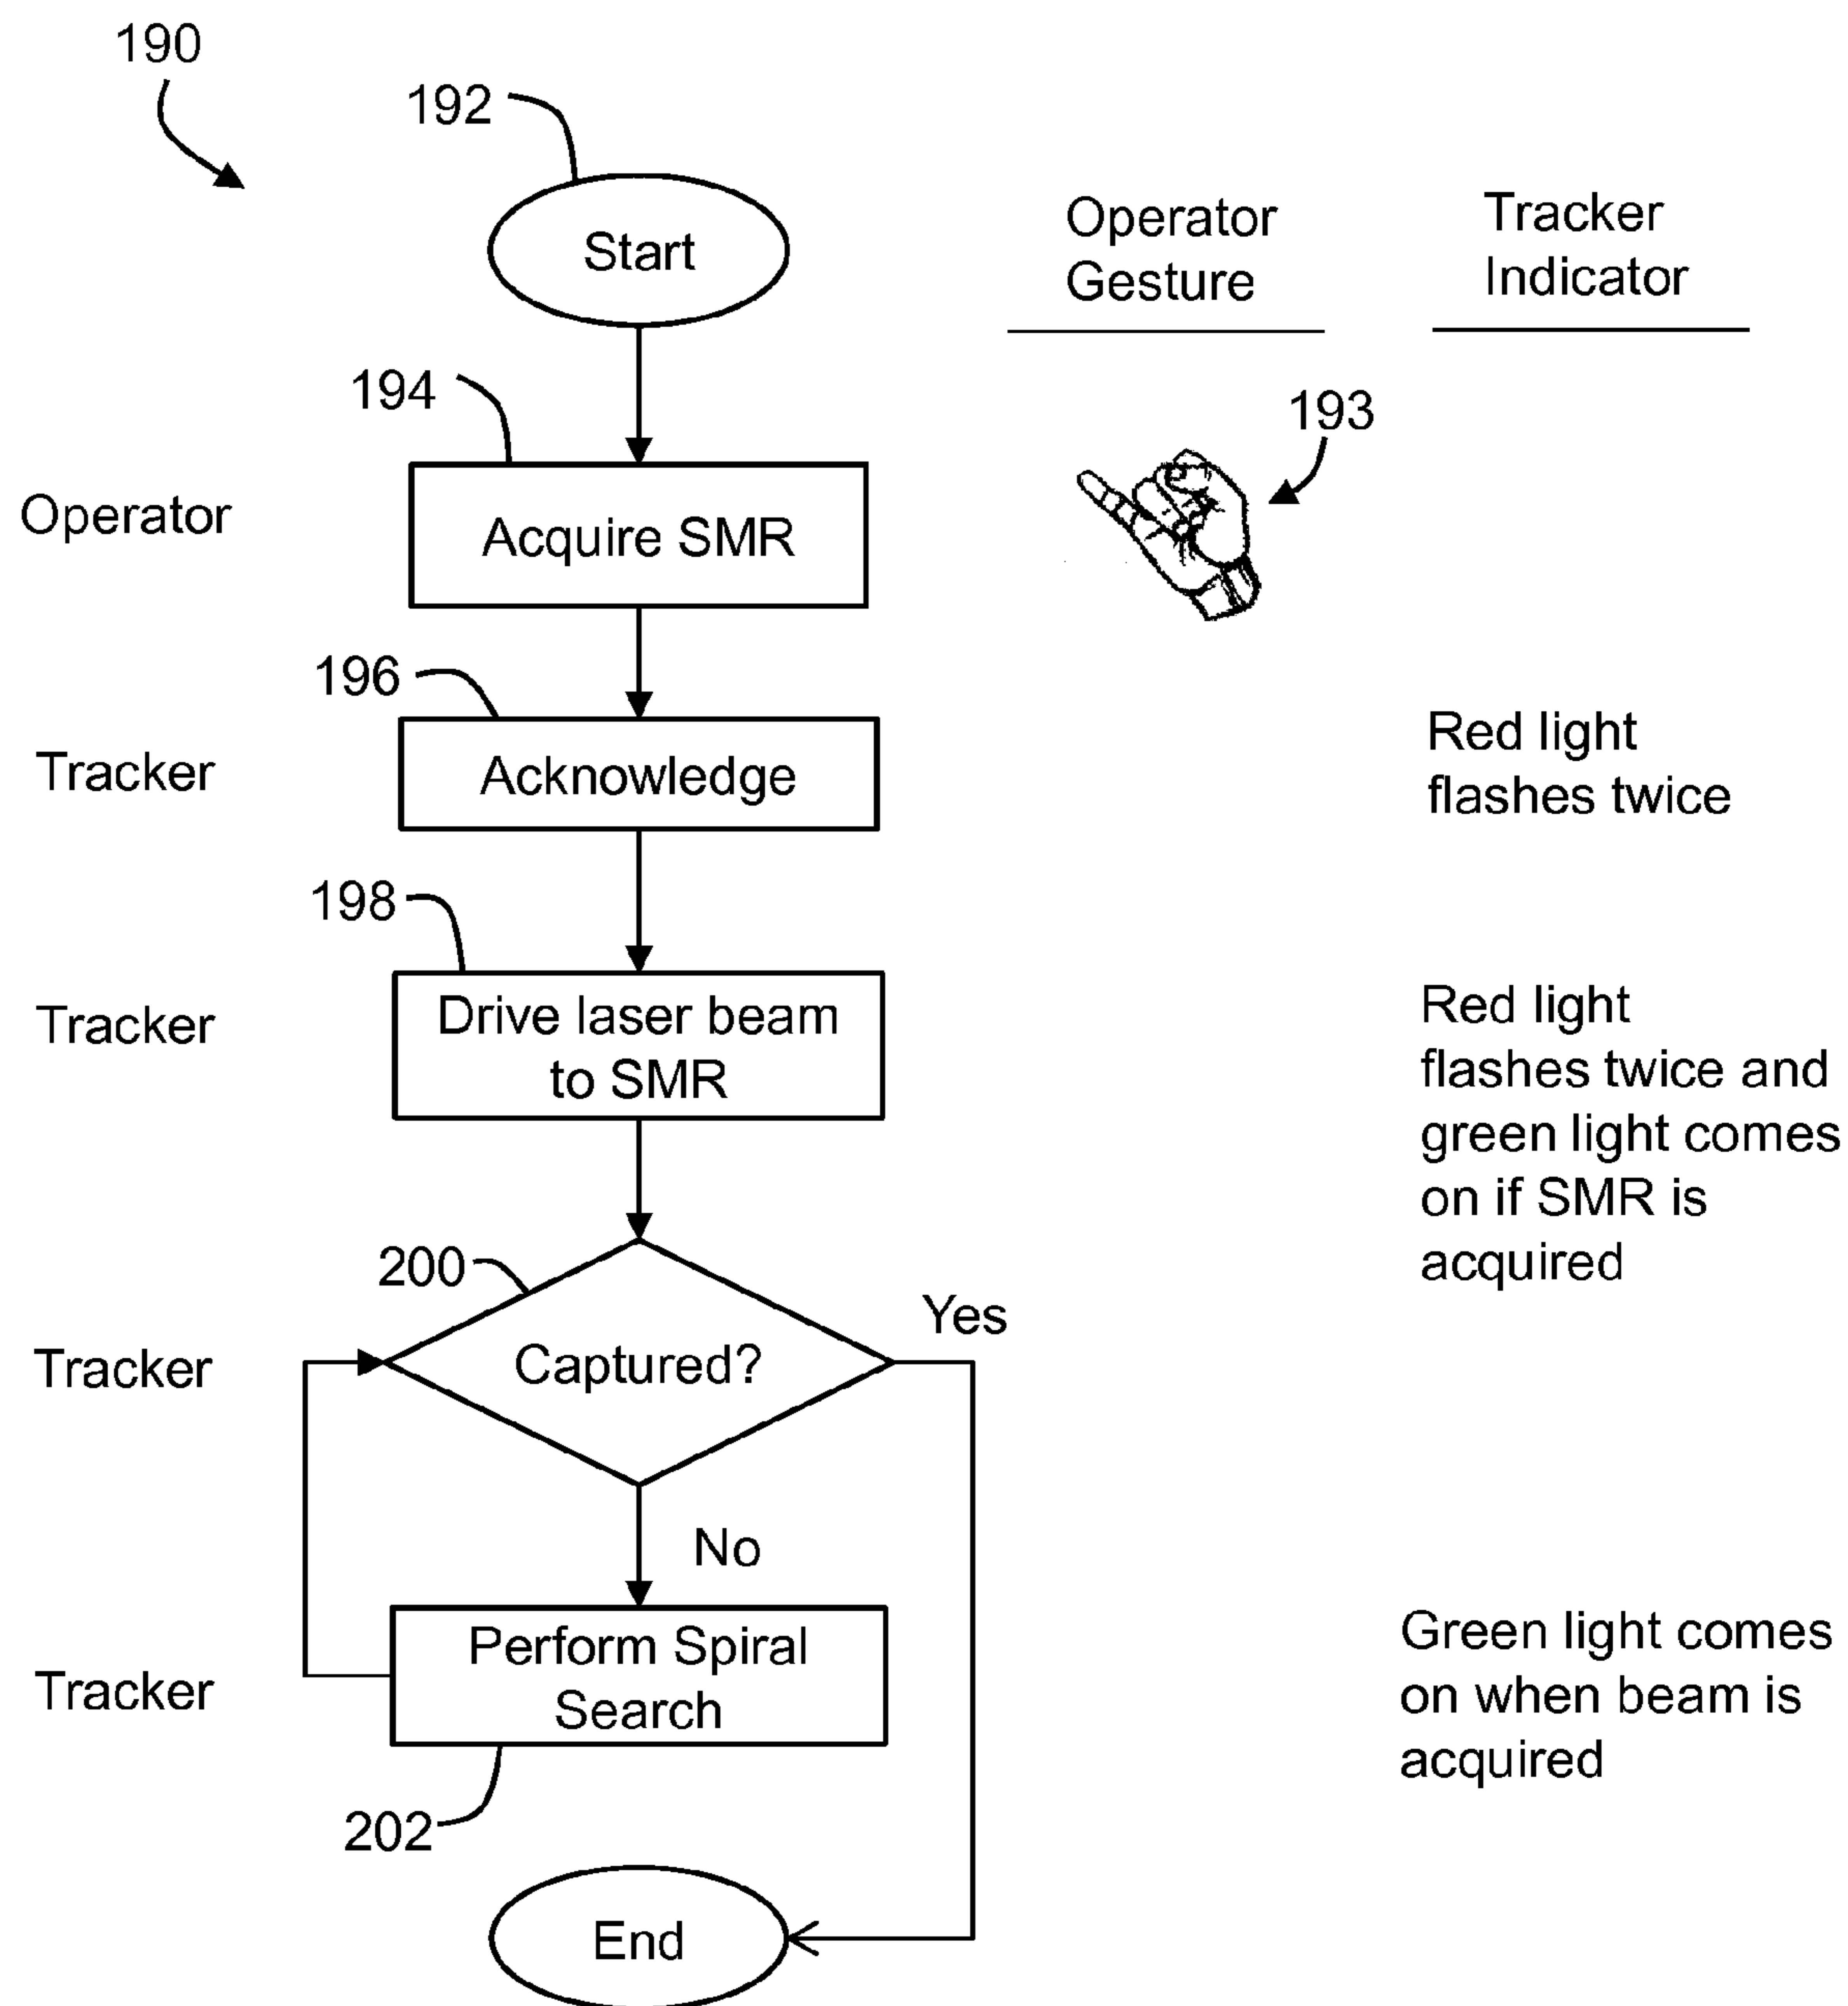 190
192
Start
Operator
Gesture
Tracker
Indicator
194
193
Operator
Acquire SMR
196
Tracker
Acknowledge
Red light
flashes twice
198
Tracker
Drive laser beam
to SMR
Red light
flashes twice and
green light comes
on if SMR is
acquired
200
Yes
Tracker
Captured?
No
Tracker
Perform Spiral
Search
Green light comes
on when beam is
acquired
202
End